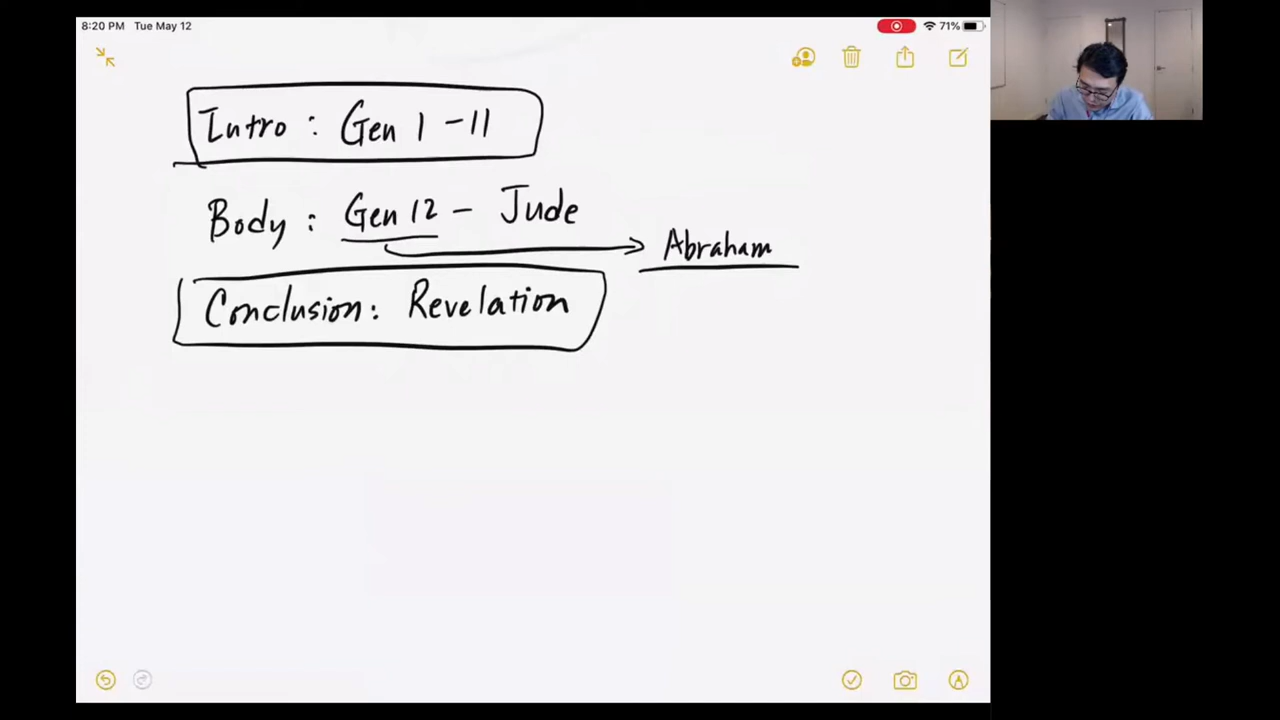 8:20 PM Tue May 12
71%
Intro : Gen 1 - 11
Body : Gen 12 - Jude
Abraham
Conclusion : Revelation